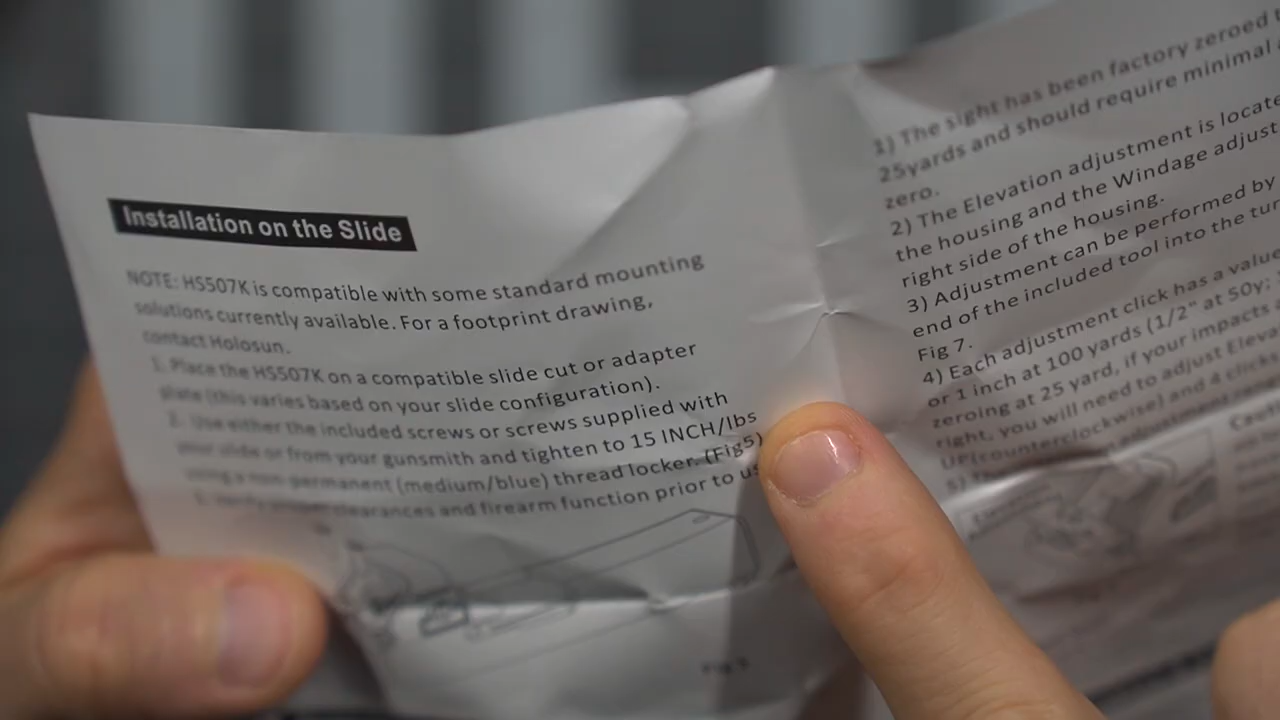 Installation on the Slide
NOTE: HS507K is compatible with some standard mounting
solutions currently available. For a footprint drawing,
contact Holosun.
1. Place the HS507K on a compatible slide cut or adapter
plate (this varies based on your slide configuration).
2. Use either the included screws or screws supplied with
your slide or from your gunsmith and tighten to 15 INCH/lbs
using a non-permanent (medium/blue) thread locker. (Fig5)
clearances and firearm function prior to us
1) The sight has been factory zeroed
25yards and should require minimal
zero.
2) The Elevation adjustment is locate
the housing and the Windage adjust
right side of the housing.
3) Adjustment can be performed by
end of the included tool into the tur
Fig 7.
4) Each adjustment click has a value
or 1 inch at 100 yards (1/2" at 50y;
zeroing at 25 yard, if your impacts
right, you will need to adjust Eleva
UP(counterclockwise) and 4 clicks
5)
adjustment